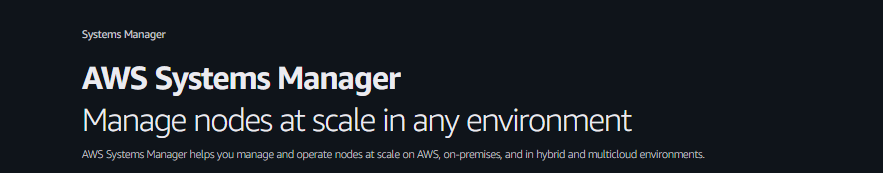 Systems Manager
AWS Systems Manager
Manage nodes at scale in any environment
AWS Systems Manager helps you manage and operate nodes at scale on AWS, on-premises, and in hybrid and multicloud environments.